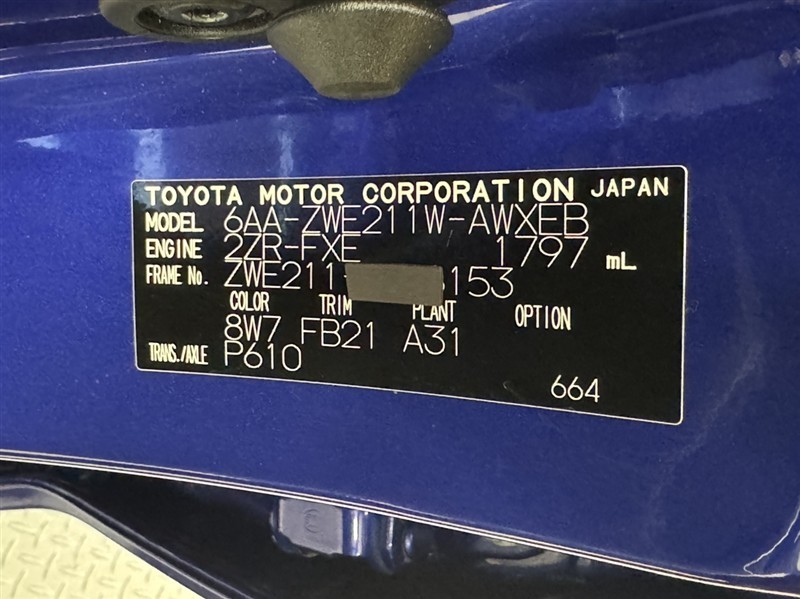 TOYOTA MOTOR CORPORATION JAPAN
MODEL 6AA-ZWE211W-AWXEB
ENGINE 2ZR-FXE 1797 mL
FRAME No. ZWE211- 153
COLOR TRIM PLANT OPTION
8W7 FB21 A31
TRANS./AXLE P610
664